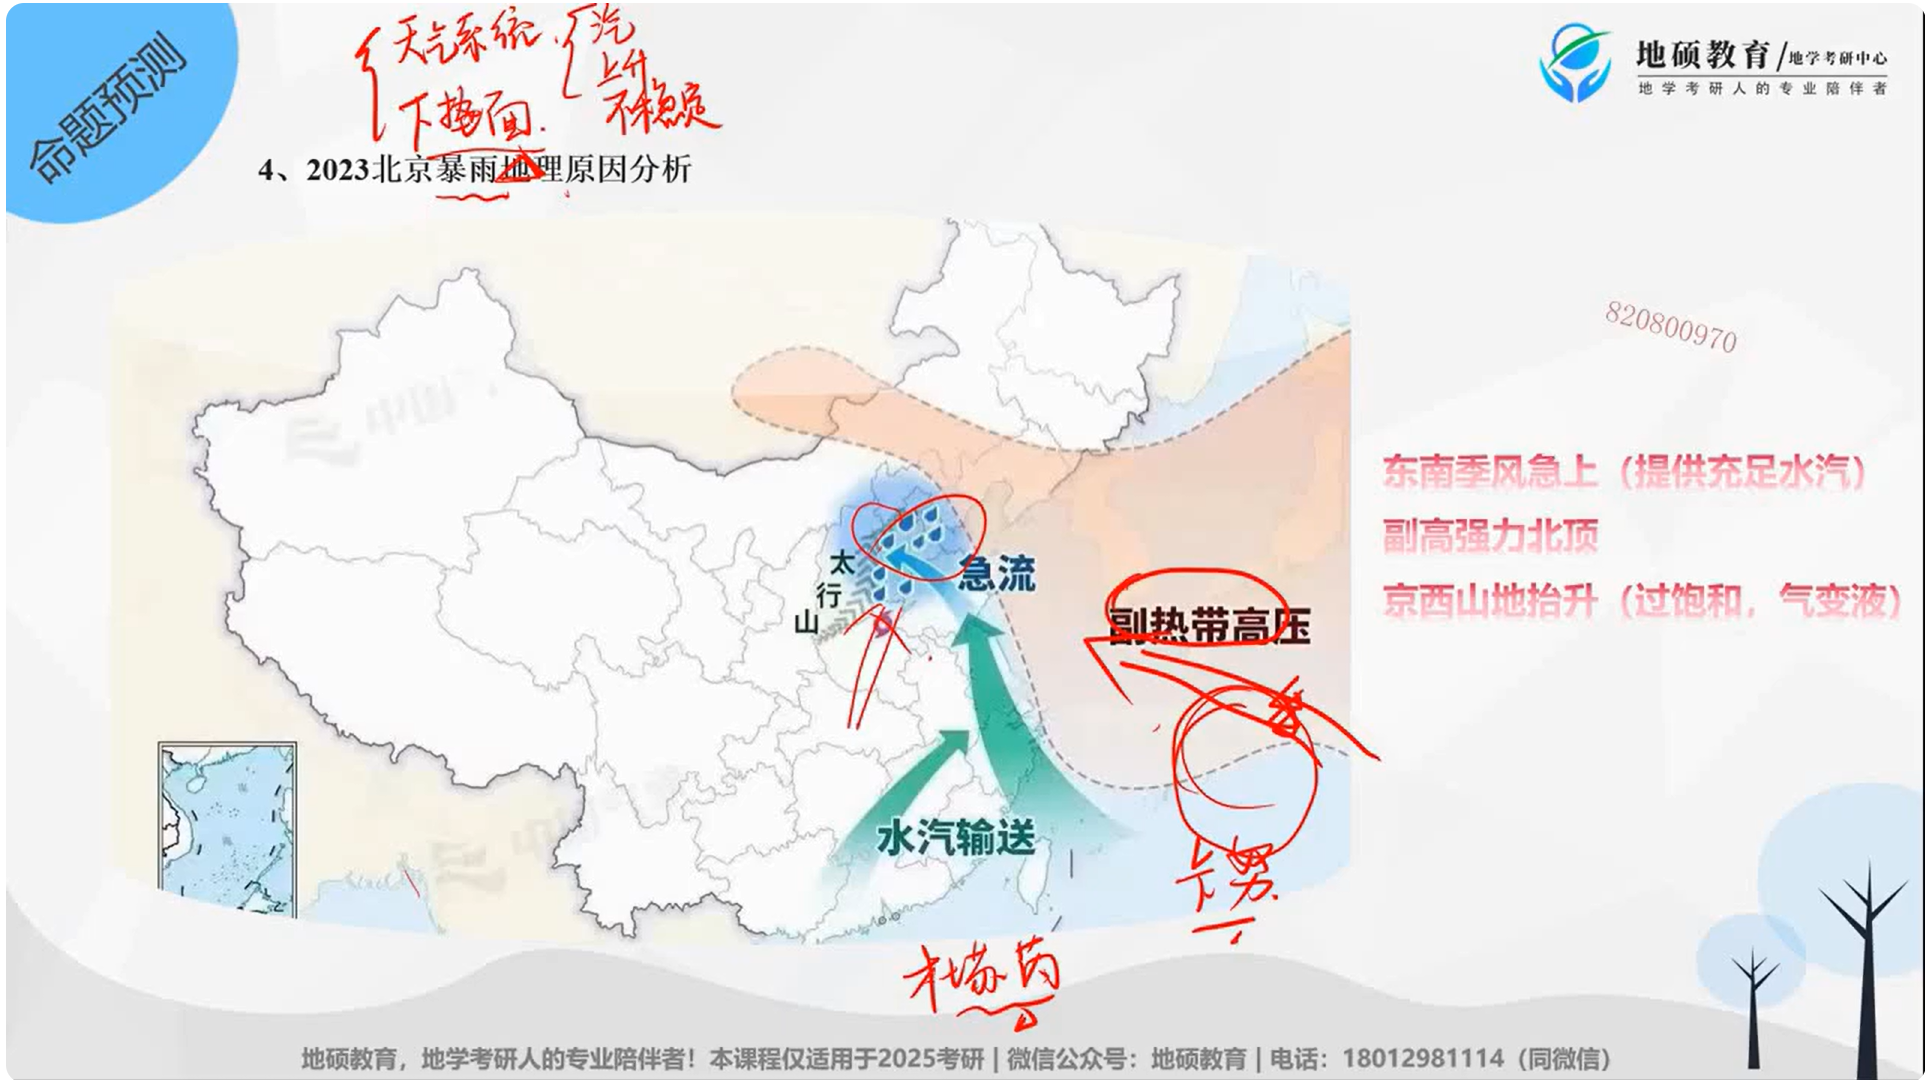 命题预测
天气系统
汽
上升
不稳定
下垫面
4、2023北京暴雨地理原因分析
地硕教育/地学考研中心
地学考研人的专业陪伴者
820800970
东南季风急上（提供充足水汽）
副高强力北顶
京西山地抬升（过饱和，气变液）
太
行
山
急流
副热带高压
水汽输送
卡努
杜苏芮
地硕教育，地学考研人的专业陪伴者！本课程仅适用于2025考研 | 微信公众号：地硕教育 | 电话：18012981114（同微信）